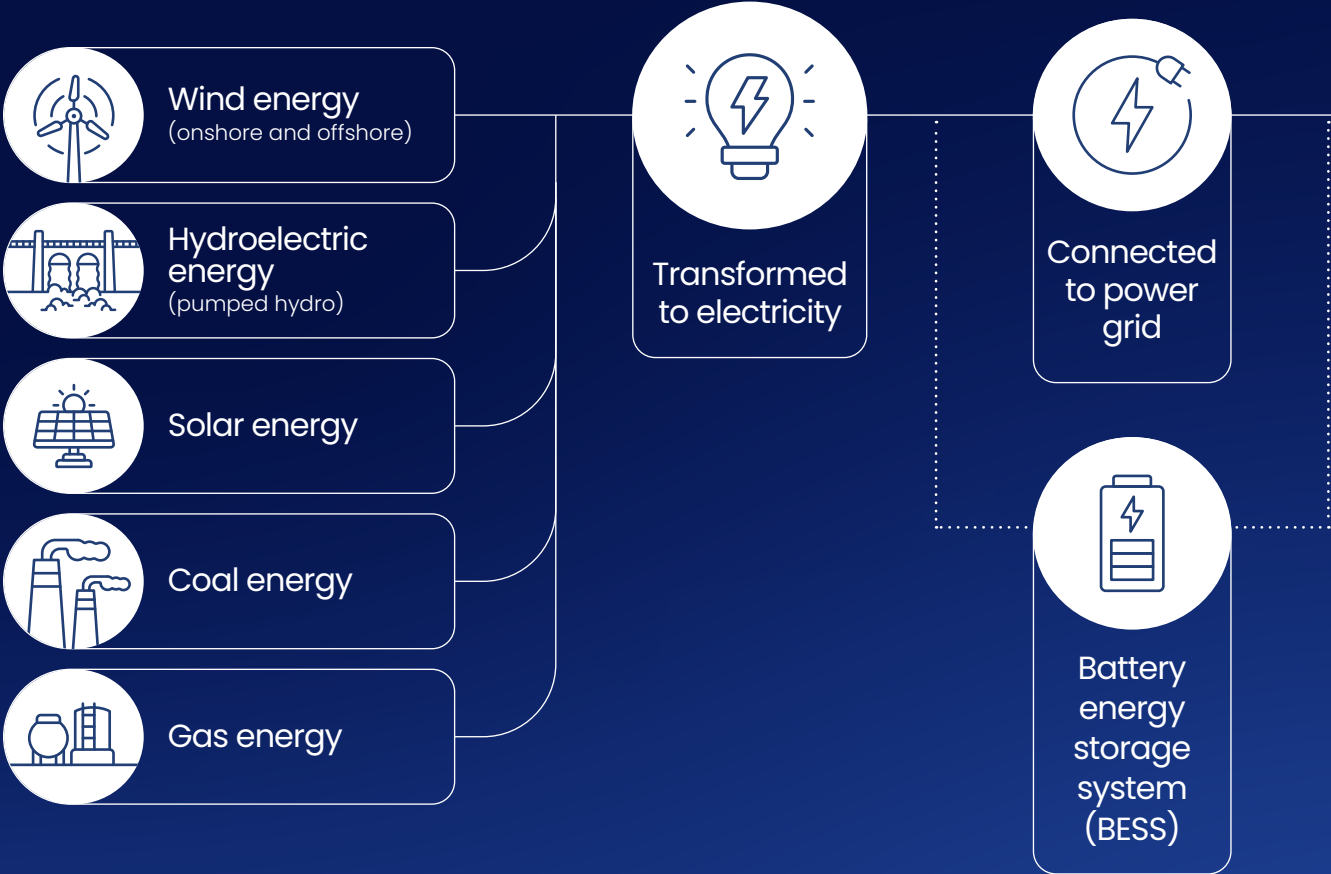 Wind energy
(onshore and offshore)
Hydroelectric
energy
(pumped hydro)
Solar energy
Coal energy
Gas energy
Transformed
to electricity
Connected
to power
grid
Battery
energy
storage
system
(BESS)